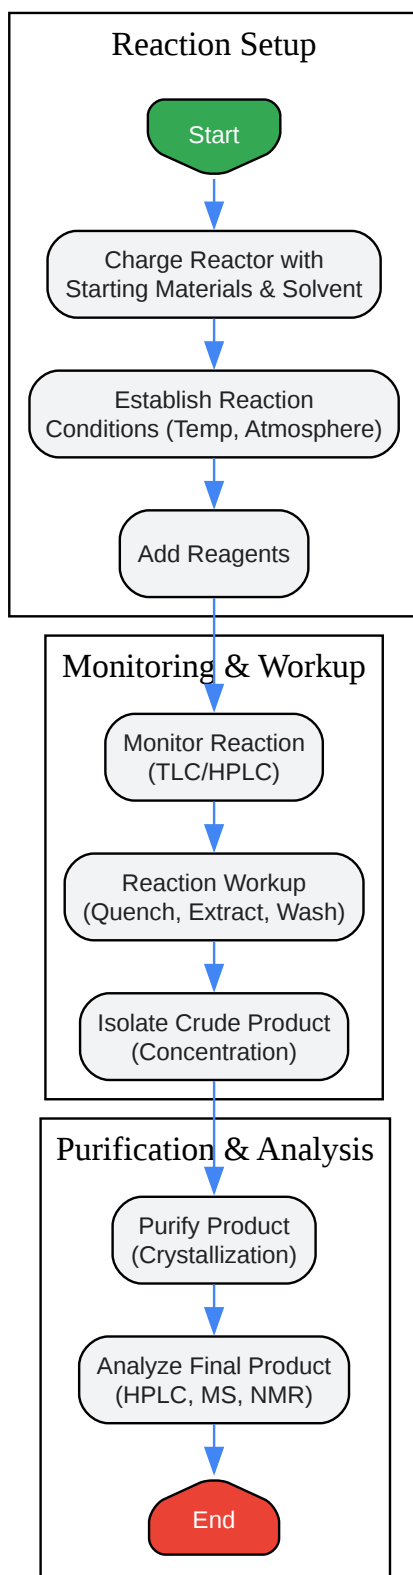 Reaction Setup
Start
Charge Reactor with
Starting Materials & Solvent
Establish Reaction
Conditions (Temp, Atmosphere)
Add Reagents
Monitoring & Workup
Monitor Reaction
(TLC/HPLC)
Reaction Workup
(Quench, Extract, Wash)
Isolate Crude Product
(Concentration)
Purification & Analysis
Purify Product
(Crystallization)
Analyze Final Product
(HPLC, MS, NMR)
End